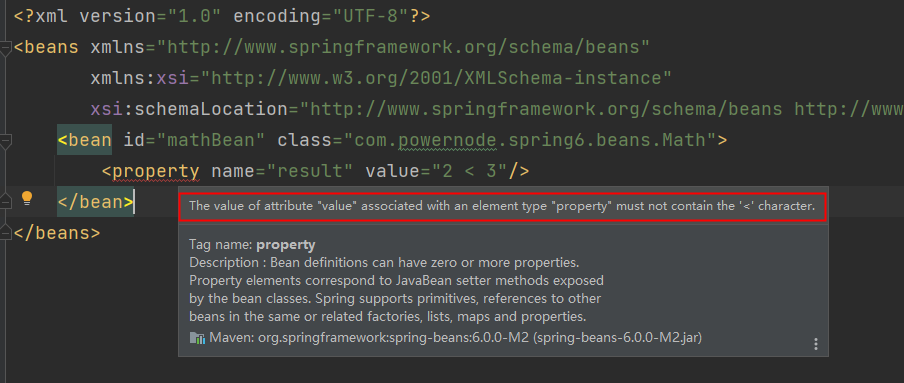 <?xml version="1.0" encoding="UTF-8"?>
<beans xmlns="http://www.springframework.org/schema/beans"
xmlns:xsi="http://www.w3.org/2001/XMLSchema-instance"
xsi:schemaLocation="http://www.springframework.org/schema/beans http://www
<bean id="mathBean" class="com.powernode.spring6.beans.Math">
<property name="result" value="2 < 3"/>
</bean>
The value of attribute "value" associated with an element type "property" must not contain the '<' character.
</beans>
Tag name: property
Description : Bean definitions can have zero or more properties.
Property elements correspond to JavaBean setter methods exposed
by the bean classes. Spring supports primitives, references to other
beans in the same or related factories, lists, maps and properties.
Maven: org.springframework:spring-beans:6.0.0-M2 (spring-beans-6.0.0-M2.jar)